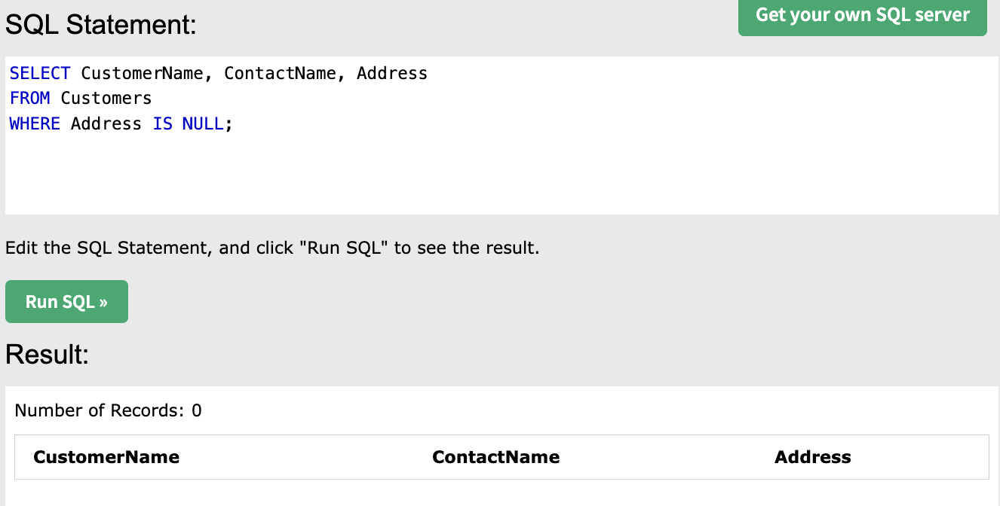 SQL Statement:
Get your own SQL server
SELECT CustomerName, ContactName, Address
FROM Customers
WHERE Address IS NULL;
Edit the SQL Statement, and click "Run SQL" to see the result.
Run SQL »
Result:
Number of Records: 0
CustomerName ContactName Address